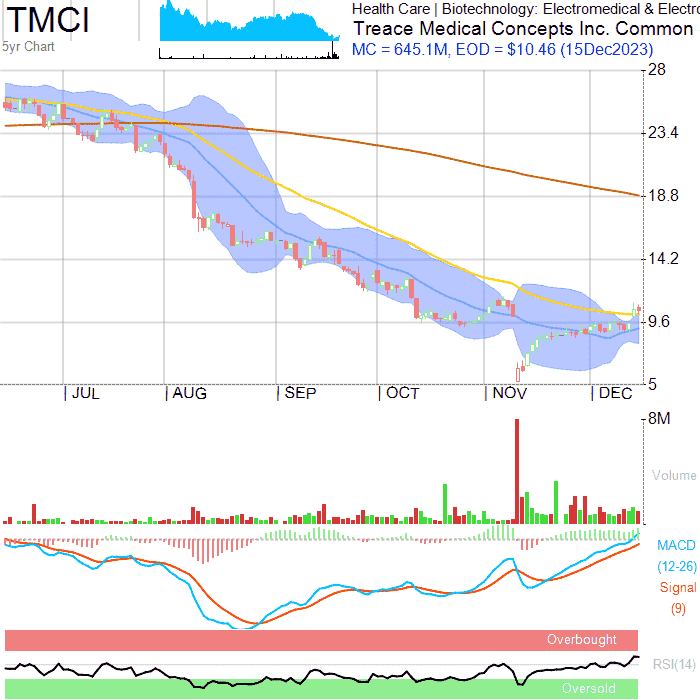 TMCI
5yr Chart
Health Care | Biotechnology: Electromedical & Electro
Treace Medical Concepts Inc. Common
MC = 645.1M, EOD = $10.46 (15Dec2023)
28
23.4
18.8
14.2
9.6
5
| JUL | AUG | SEP | OCT | NOV | DEC
8M
Volume
MACD
(12-26)
Signal
(9)
Overbought
RSI(14)
Oversold